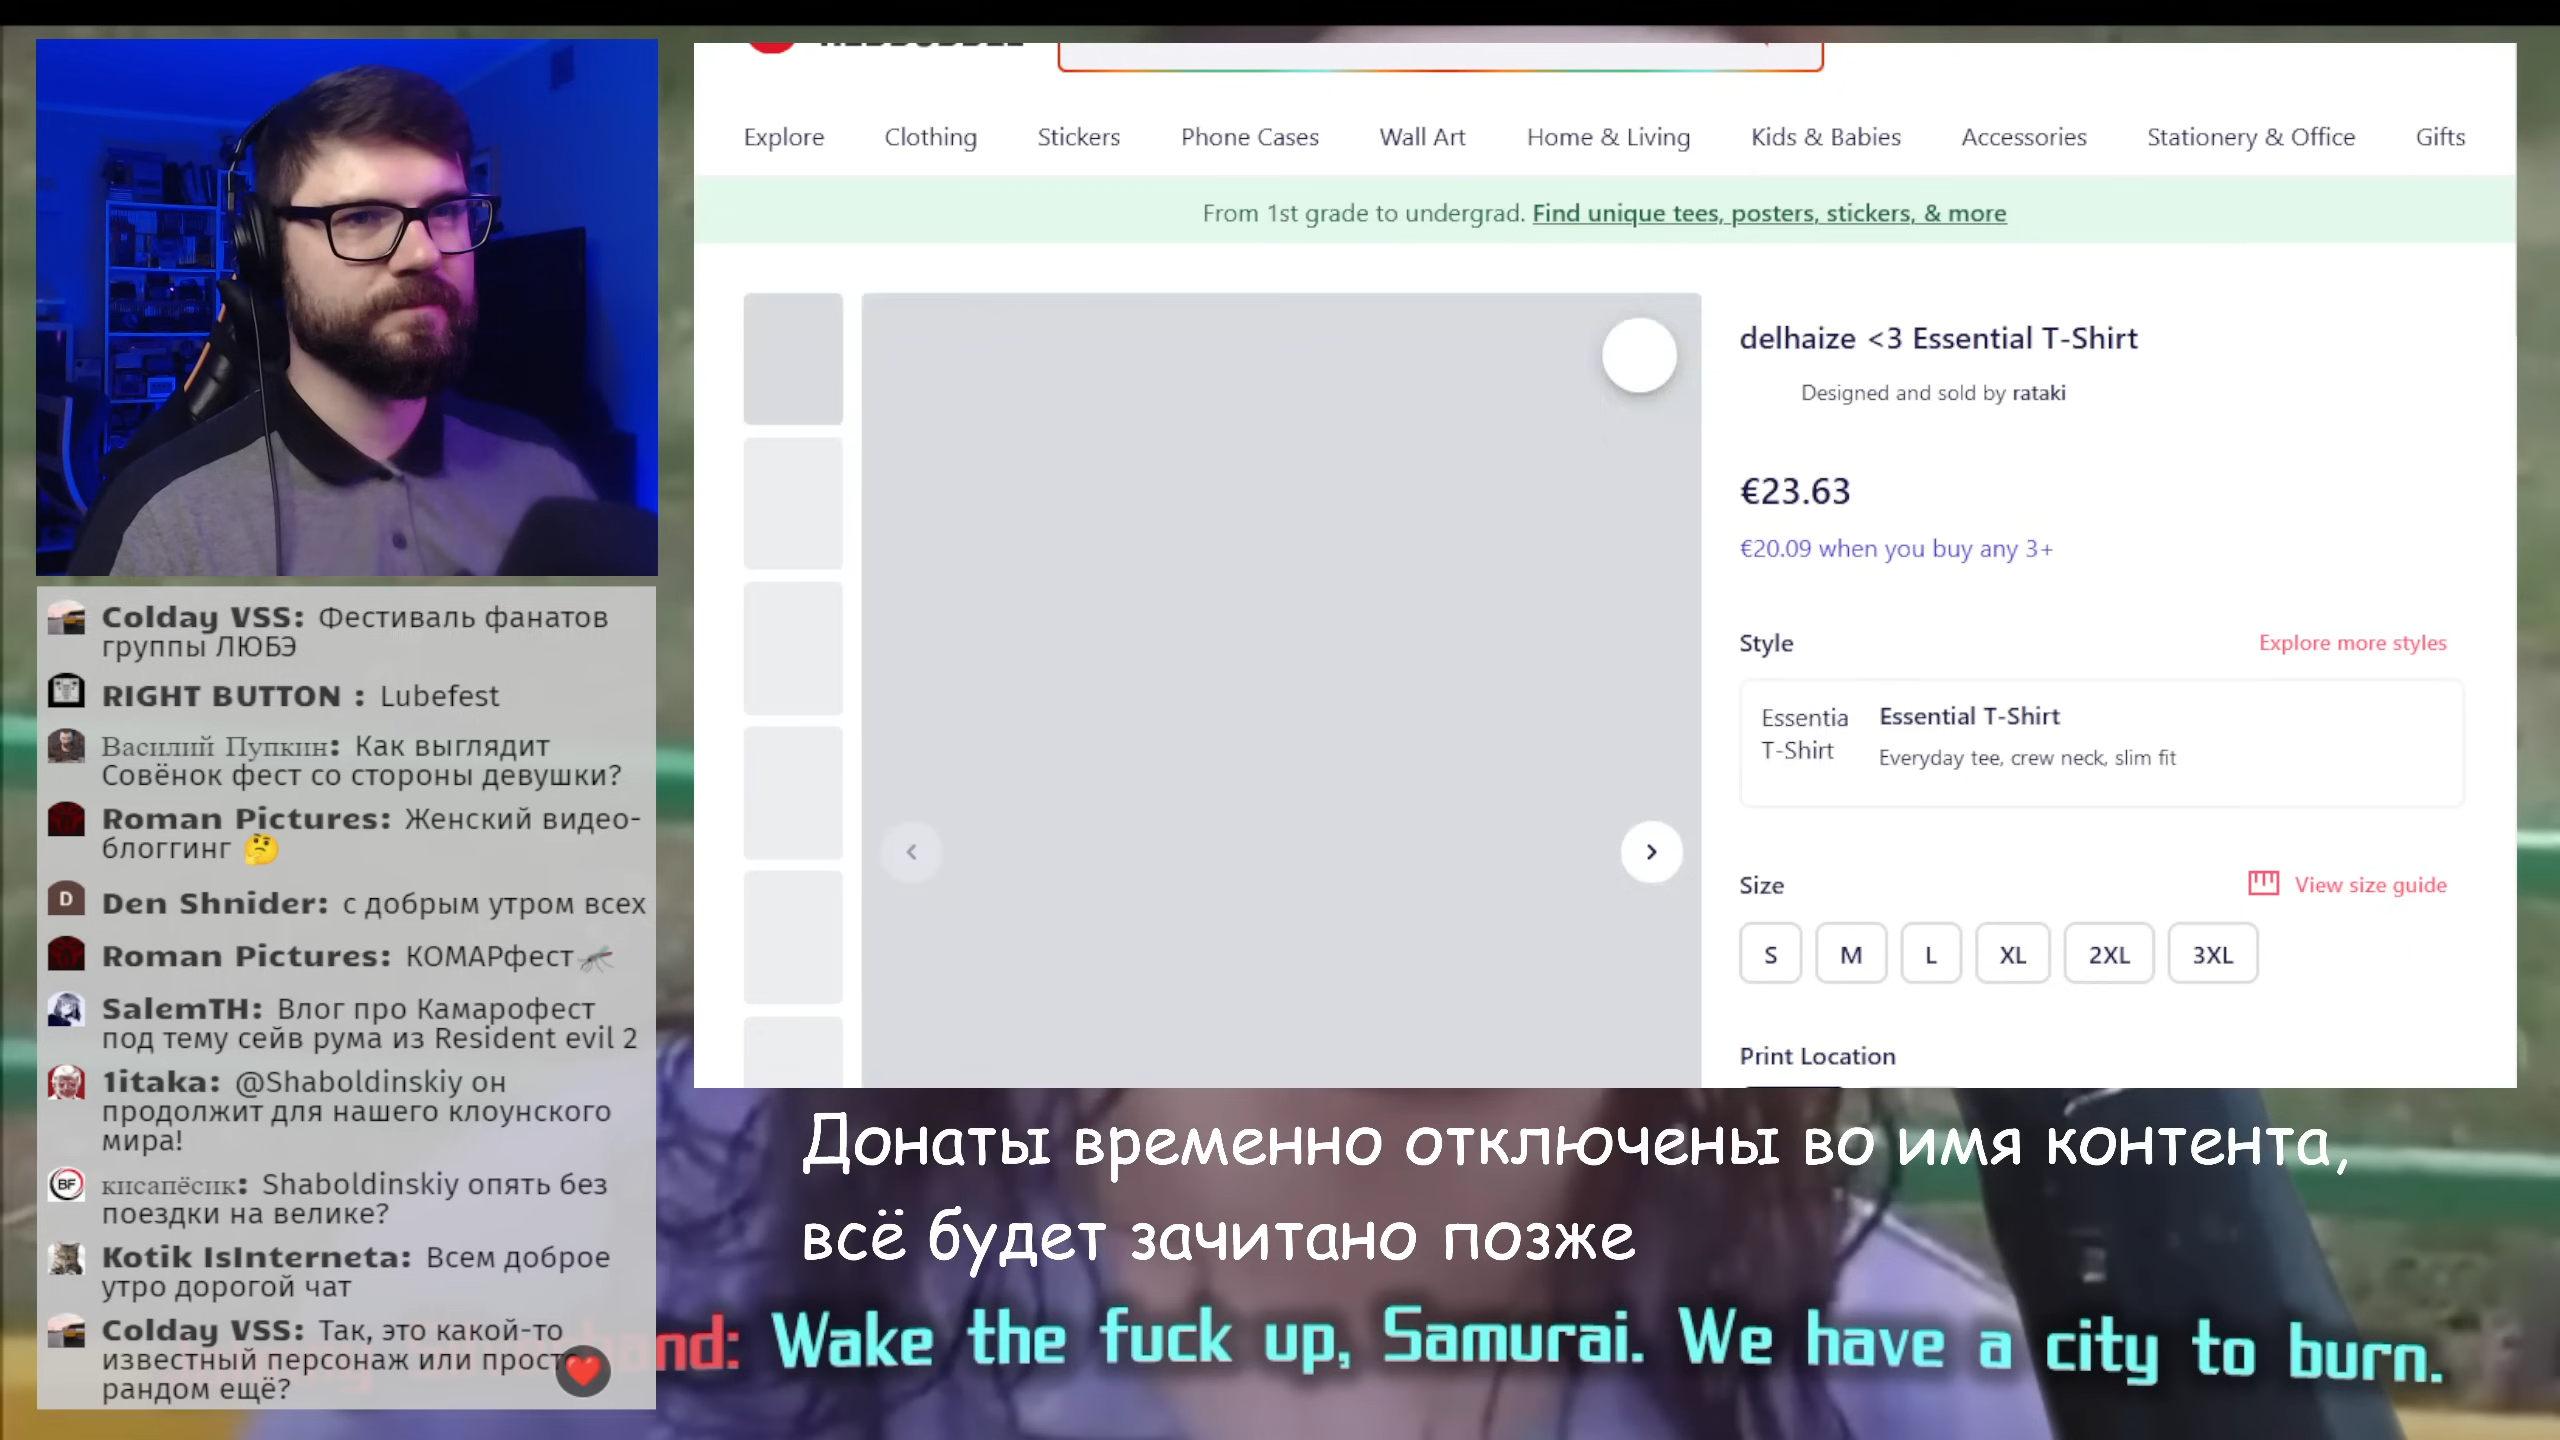 Explore Clothing Stickers Phone Cases Wall Art Home & Living Kids & Babies Accessories Stationery & Office Gifts
From 1st grade to undergrad. Find unique tees, posters, stickers, & more
delhaize <3 Essential T-Shirt
Designed and sold by rataki
€23.63
€20.09 when you buy any 3+
Style Explore more styles
Essentia
T-Shirt
Essential T-Shirt
Everyday tee, crew neck, slim fit
Size View size guide
S M L XL 2XL 3XL
Print Location
Colday VSS: Фестиваль фанатов
группы ЛЮБЭ
RIGHT BUTTON : Lubefest
Василий Пупкин: Как выглядит
Совёнок фест со стороны девушки?
Roman Pictures: Женский видео-
блоггинг 🤔
D
Den Shnider: с добрым утром всех
Roman Pictures: КОМАРфест🦟
SalemTH: Влог про Камарофест
под тему сейв рума из Resident evil 2
1itaka: @Shaboldinskiy он
продолжит для нашего клоунского
мира!
BF
кисапёсик: Shaboldinskiy опять без
поездки на велике?
Kotik IsInterneta: Всем доброе
утро дорогой чат
Colday VSS: Так, это какой-то
известный персонаж или прост
рандом ещё?
Донаты временно отключены во имя контента,
всё будет зачитано позже
and: Wake the fuck up, Samurai. We have a city to burn.